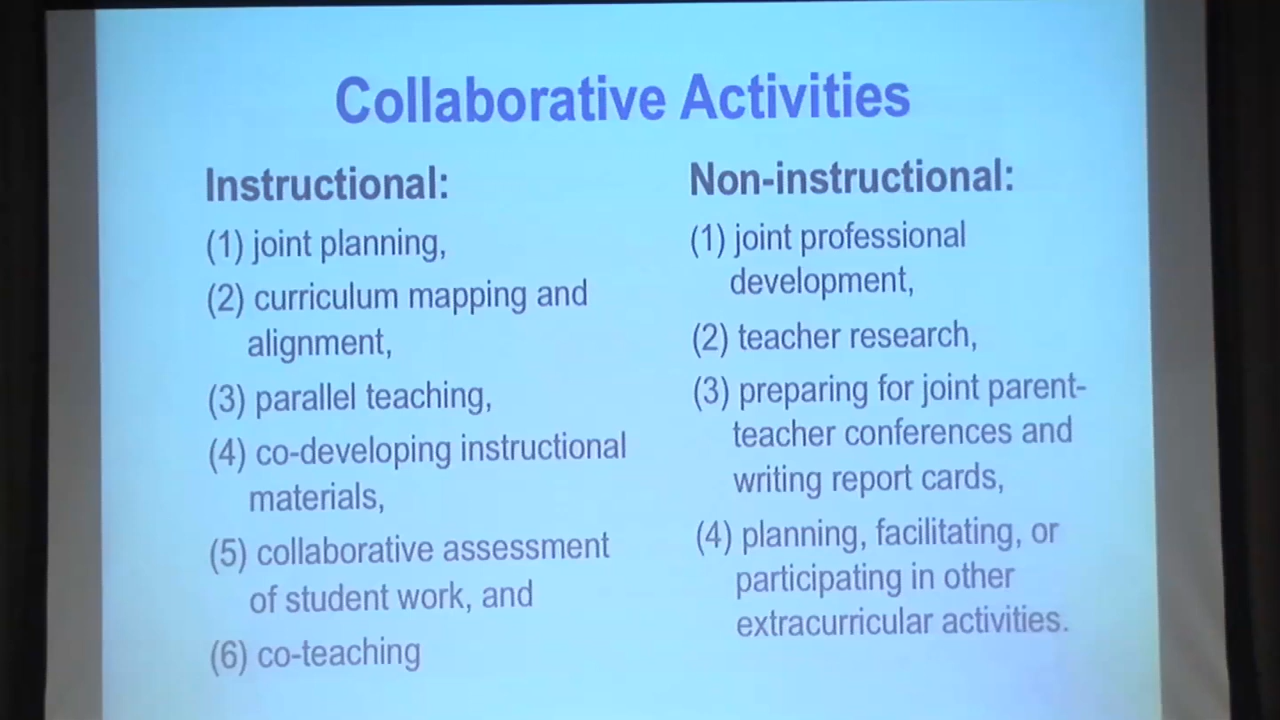 Collaborative Activities
Instructional:
(1) joint planning,
(2) curriculum mapping and
alignment,
(3) parallel teaching,
(4) co-developing instructional
materials,
(5) collaborative assessment
of student work, and
(6) co-teaching
Non-instructional:
(1) joint professional
development,
(2) teacher research,
(3) preparing for joint parent-
teacher conferences and
writing report cards,
(4) planning, facilitating, or
participating in other
extracurricular activities.